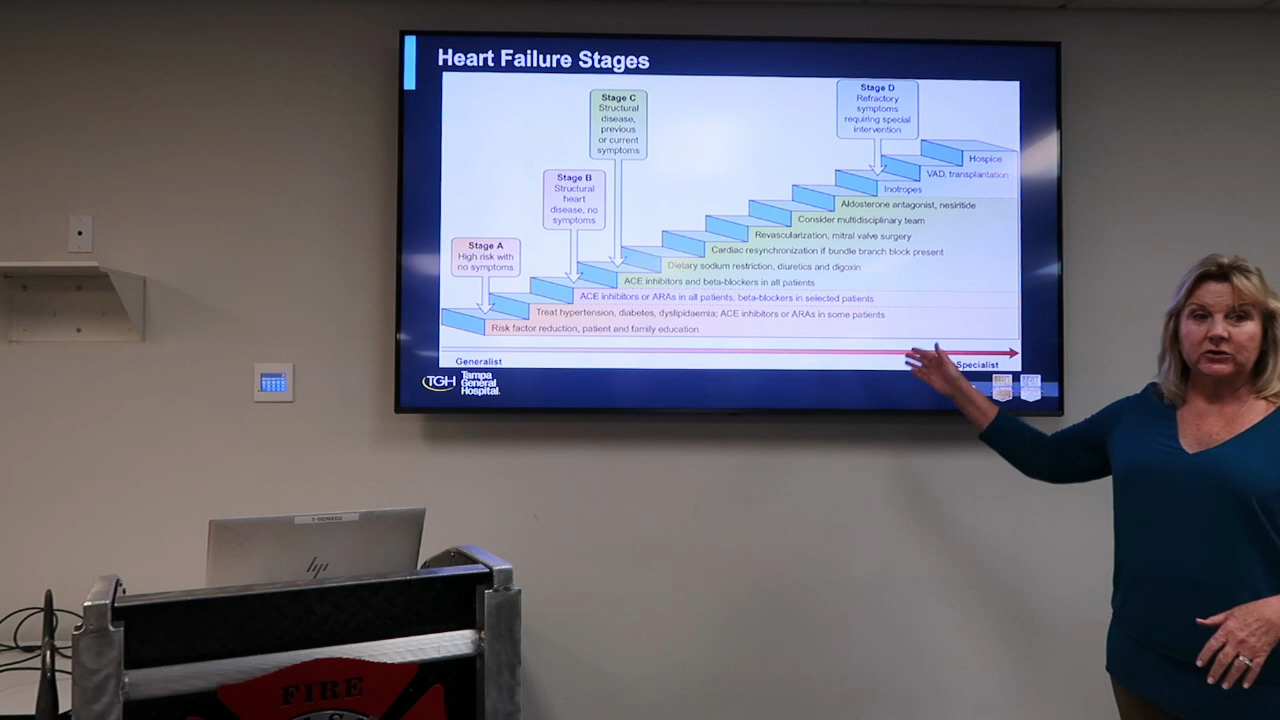 Heart Failure Stages
Stage D
Refractory
symptoms
requiring special
intervention
Stage C
Structural
disease,
previous
or current
symptoms
Stage B
Structural
heart
disease, no
symptoms
Stage A
High risk with
no symptoms
Hospice
VAD, transplantation
Inotropes
Aldosterone antagonist, nesiritide
Consider multidisciplinary team
Revascularization, mitral valve surgery
Cardiac resynchronization if bundle branch block present
Dietary sodium restriction, diuretics and digoxin
ACE inhibitors and beta-blockers in all patients
ACE inhibitors or ARAs in all patients, beta-blockers in selected patients
Treat hypertension, diabetes, dyslipidaemia; ACE inhibitors or ARAs in some patients
Risk factor reduction, patient and family education
Generalist
Specialist
TGH
Tampa
General
Hospital
hp
FIRE